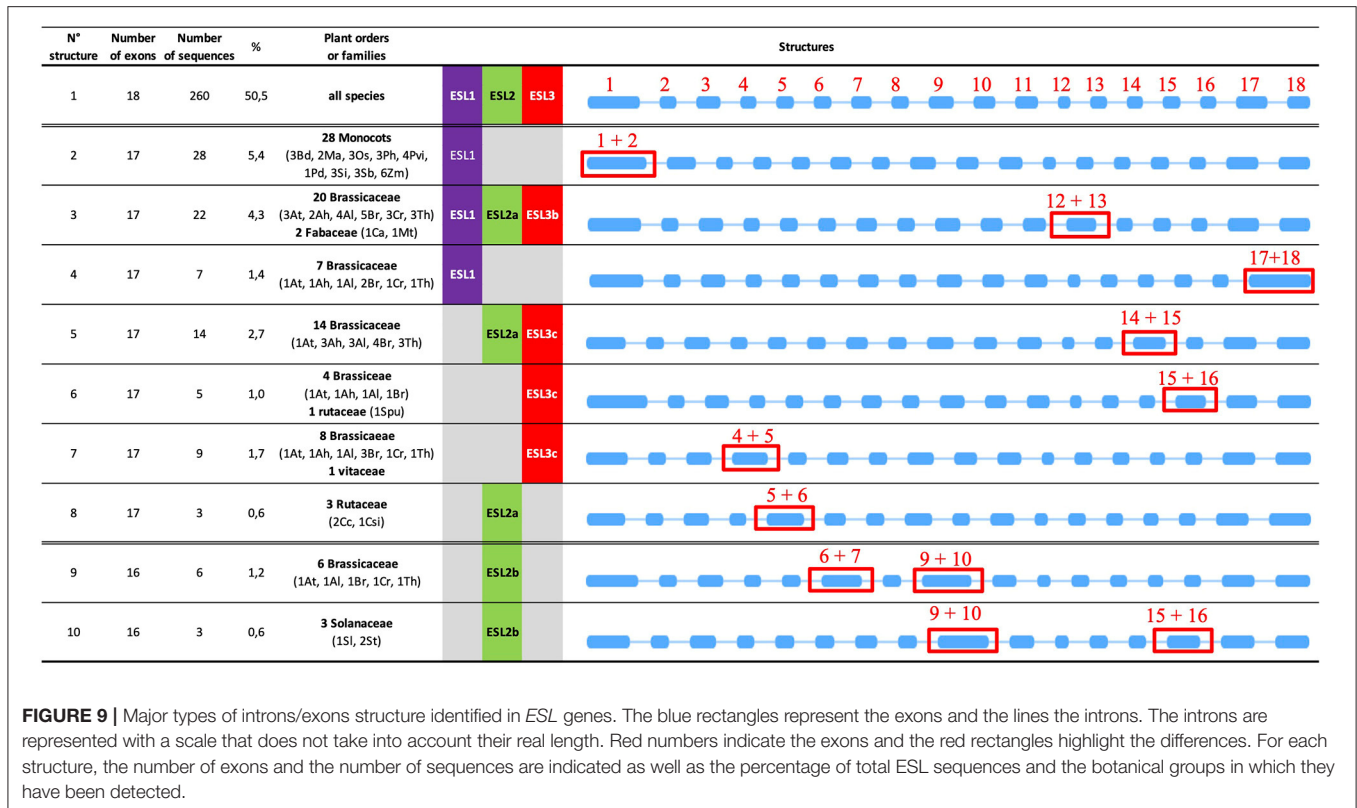 N° structure Number of exons Number of sequences % Plant orders or families Structures
1 18 260 50,5 all species ESL1 ESL2 ESL3 1 2 3 4 5 6 7 8 9 10 11 12 13 14 15 16 17 18
28 Monocots
2 17 28 5,4 (3Bd, 2Ma, 3Os, 3Ph, 4Pvi, ESL1 1 + 2
1Pd, 3Si, 3Sb, 6Zm)
20 Brassicaceae
3 17 22 4,3 (3At, 2Ah, 4Al, 5Br, 3Cr, 3Th) ESL1 ESL2a ESL3b 12 + 13
2 Fabaceae (1Ca, 1Mt)
4 17 7 1,4 7 Brassicaceae ESL1 17+18
(1At, 1Ah, 1Al, 2Br, 1Cr, 1Th)
5 17 14 2,7 14 Brassicaceae ESL2a ESL3c 14 + 15
(1At, 3Ah, 3Al, 4Br, 3Th)
4 Brassiceae
6 17 5 1,0 (1At, 1Ah, 1Al, 1Br) ESL3c 15 + 16
1 rutaceae (1Spu)
8 Brassicaeae
7 17 9 1,7 (1At, 1Ah, 1Al, 3Br, 1Cr, 1Th) ESL3c 4 + 5
1 vitaceae
8 17 3 0,6 3 Rutaceae ESL2a 5 + 6
(2Cc, 1Csi)
9 16 6 1,2 6 Brassicaceae ESL2b 6 + 7 9 + 10
(1At, 1Al, 1Br, 1Cr, 1Th)
10 16 3 0,6 3 Solanaceae ESL2b 9 + 10 15 + 16
(1Sl, 2St)
FIGURE 9 | Major types of introns/exons structure identified in ESL genes. The blue rectangles represent the exons and the lines the introns. The introns are
represented with a scale that does not take into account their real length. Red numbers indicate the exons and the red rectangles highlight the differences. For each
structure, the number of exons and the number of sequences are indicated as well as the percentage of total ESL sequences and the botanical groups in which they
have been detected.